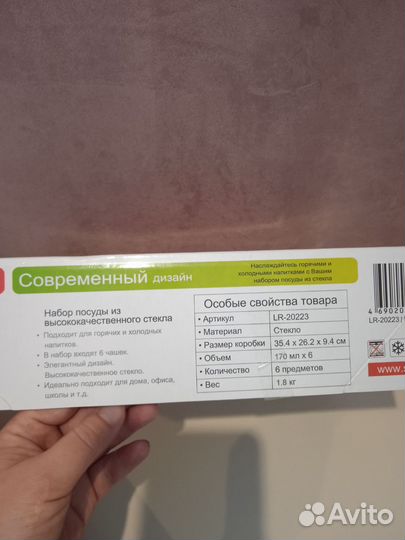 Современный дизайн
Наслаждайтесь горячими и
холодными напитками с Вашим
набором посуды из стекла
Набор посуды из
высококачественного стекла
• Подходит для горячих и холодных
напитков.
• В набор входят 6 чашек.
• Элегантный дизайн.
Высококачественное стекло.
• Идеально подходит для дома, офиса,
школы и т.д.
Особые свойства товара
• Артикул LR-20223
• Материал Стекло
• Размер коробки 35.4 x 26.2 x 9.4 см
• Объем 170 мл x 6
• Количество 6 предметов
• Вес 1.8 кг
4 69020
LR-20223 /
www.
Avito